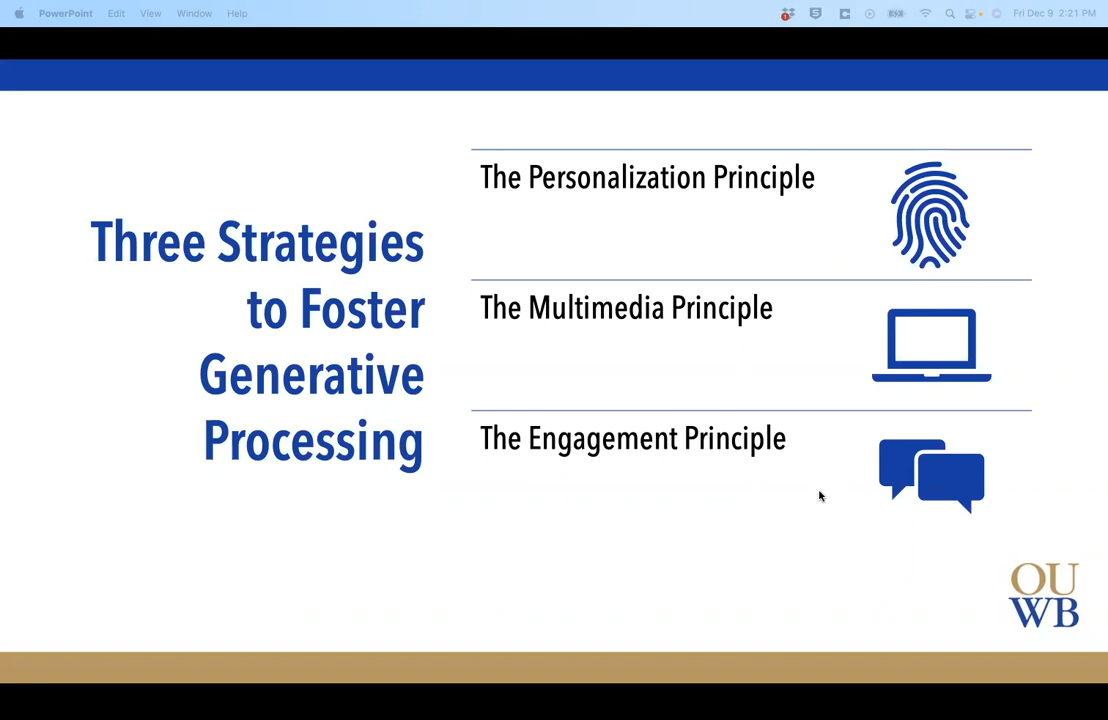 PowerPoint Edit View Window Help Fri Dec 9 2:21 PM
Three Strategies
to Foster
Generative
Processing
The Personalization Principle
The Multimedia Principle
The Engagement Principle
OU
WB